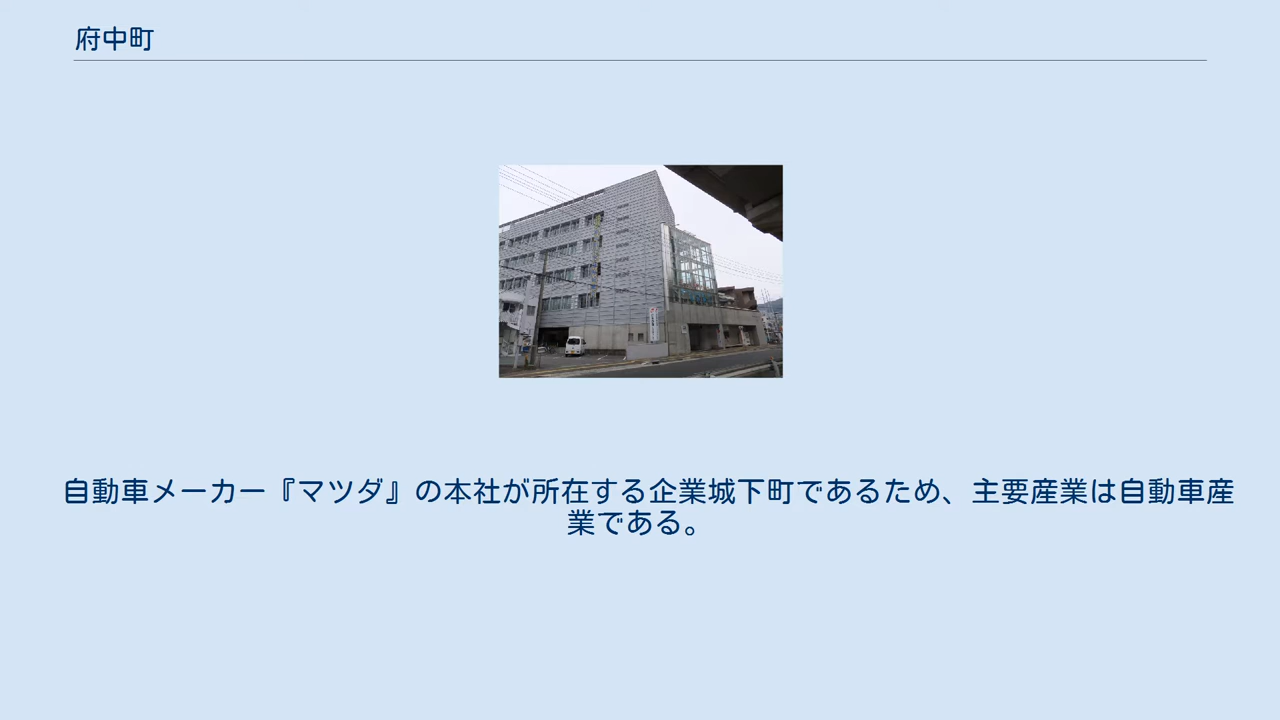 府中町
自動車メーカー『マツダ』の本社が所在する企業城下町であるため、主要産業は自動車産
業である。